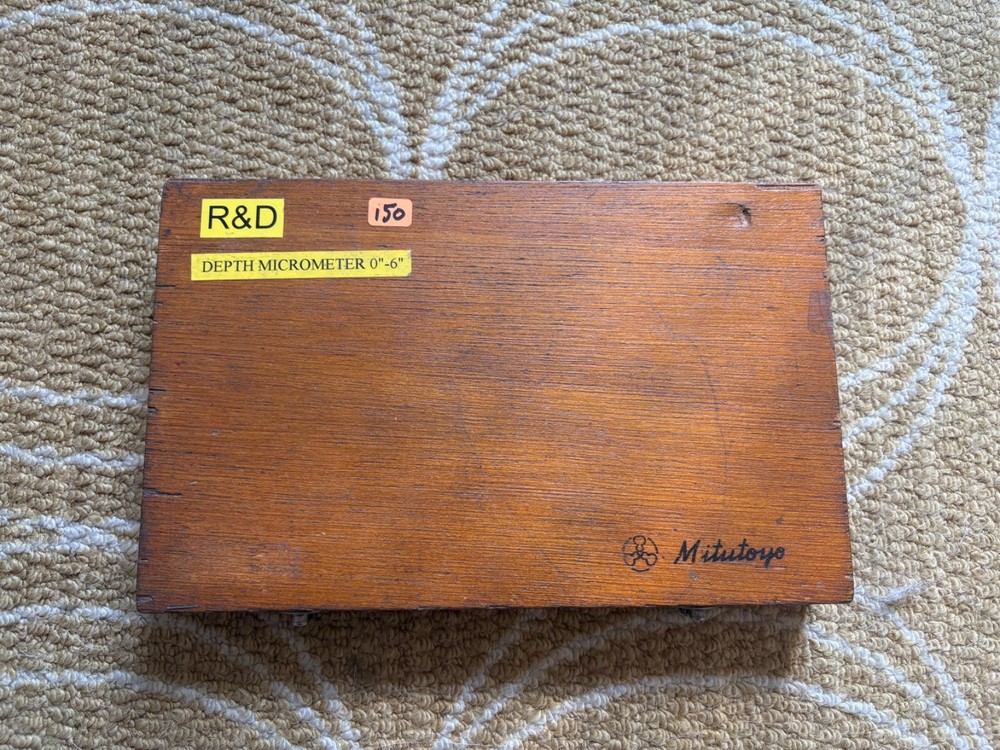 R&D
150
DEPTH MICROMETER 0"-6"
Mitutoyo